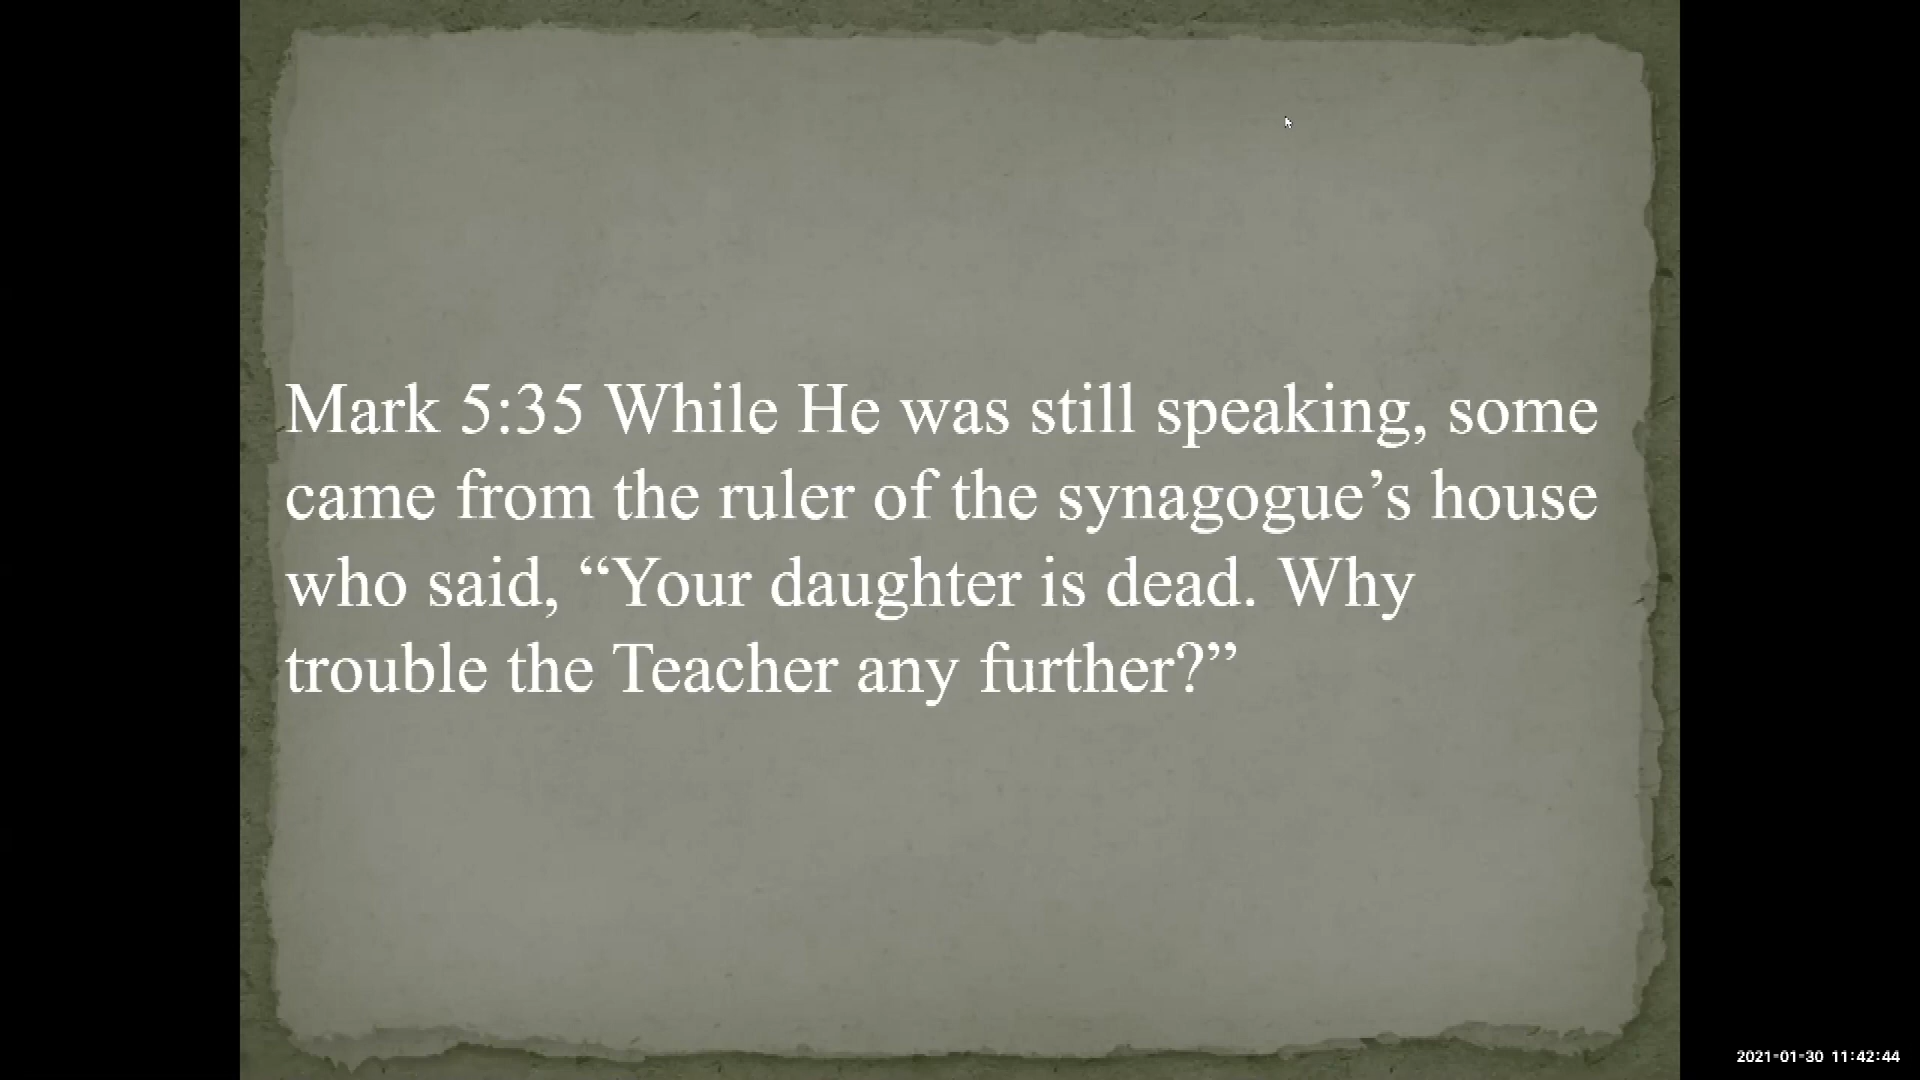 Mark 5:35 While He was still speaking, some
came from the ruler of the synagogue’s house
who said, “Your daughter is dead. Why
trouble the Teacher any further?”
2021-01-30 11:42:44